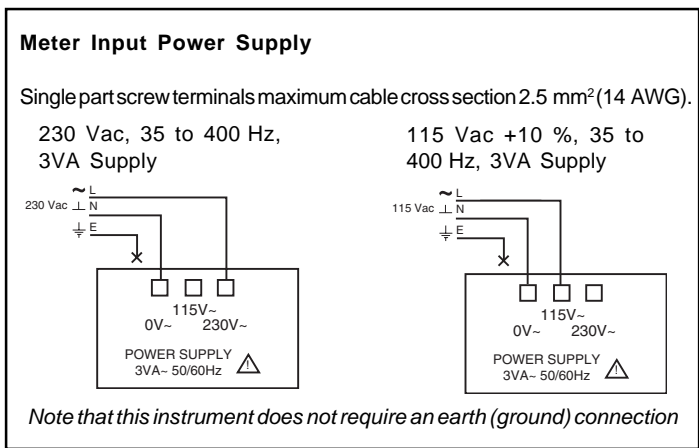 Meter Input Power Supply
Single part screw terminals maximum cable cross section 2.5 mm² (14 AWG).
230 Vac, 35 to 400 Hz,
3VA Supply
~ L
230 Vac ⊥ N
⏚ E
115V~
0V~ 230V~
POWER SUPPLY
3VA~ 50/60Hz
!
115 Vac +10 %, 35 to
400 Hz, 3VA Supply
~ L
115 Vac ⊥ N
⏚ E
115V~
0V~ 230V~
POWER SUPPLY
3VA~ 50/60Hz
!
Note that this instrument does not require an earth (ground) connection